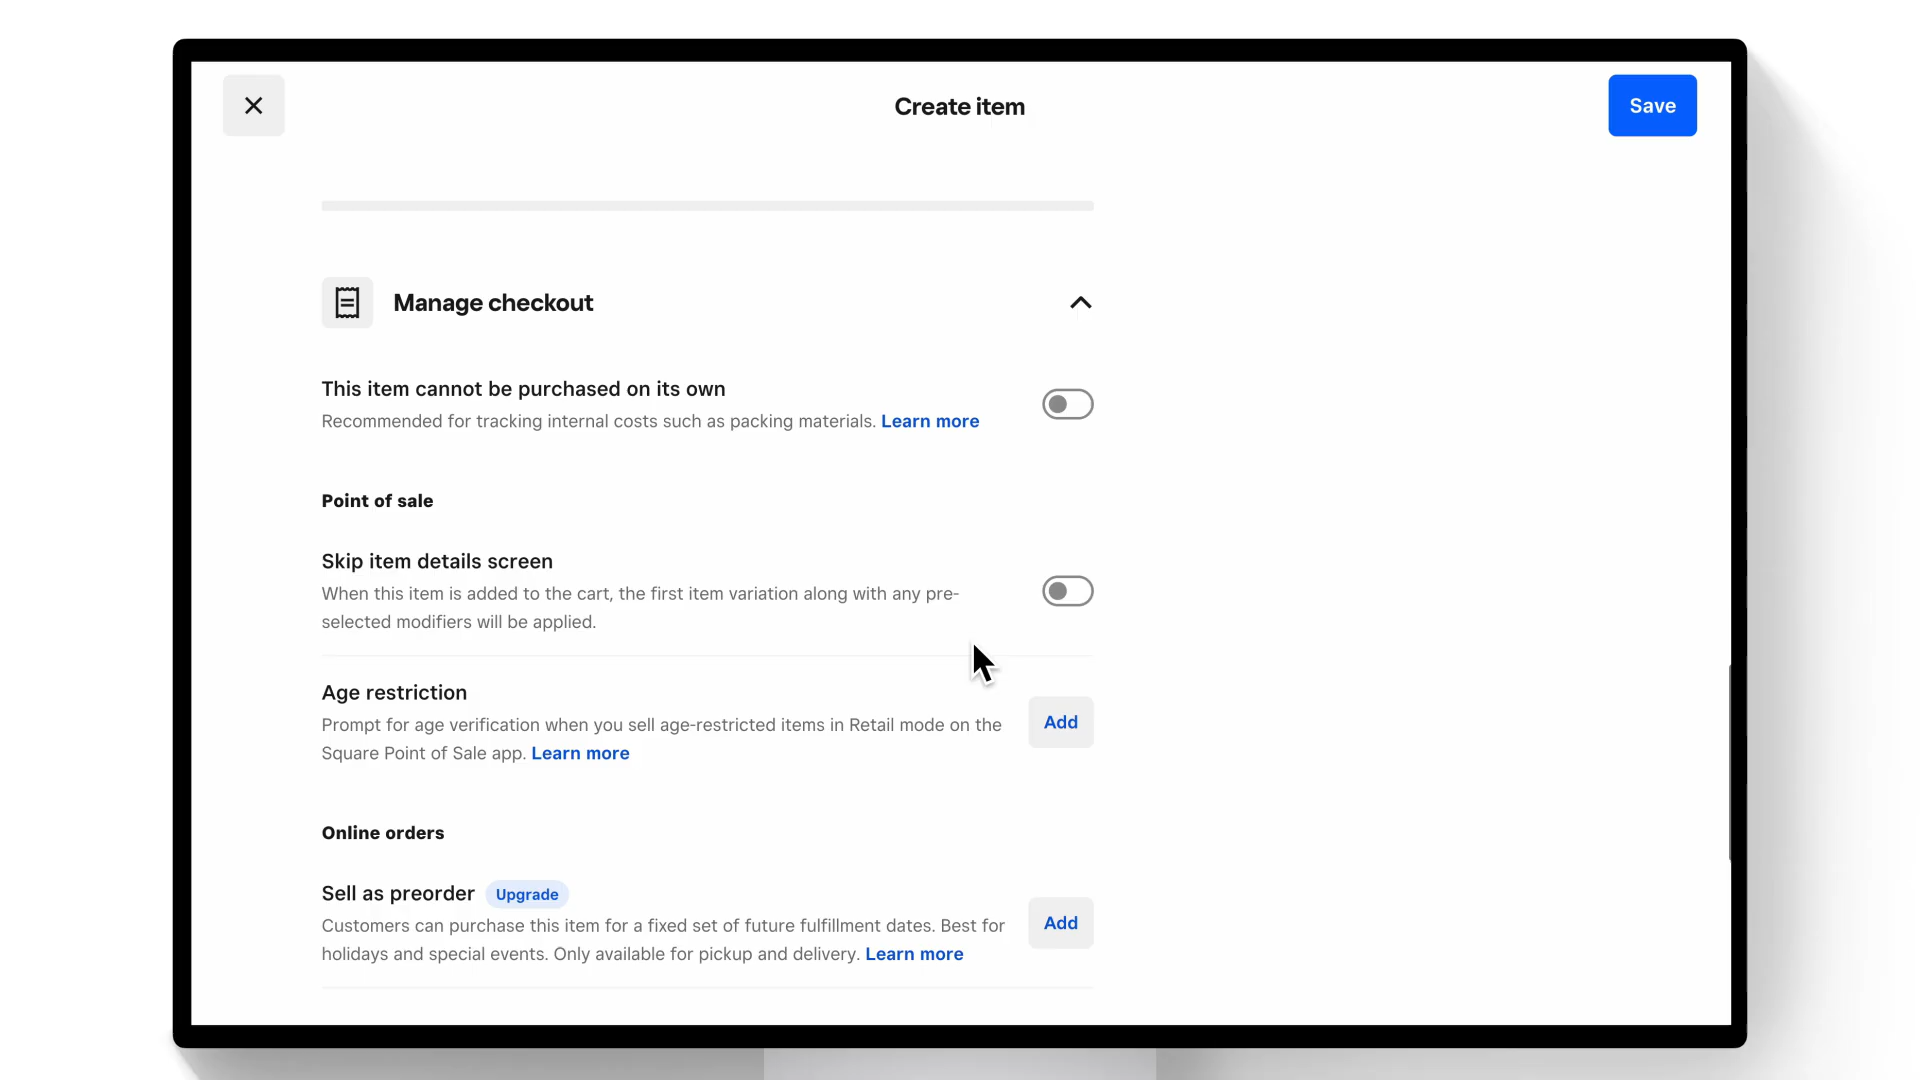 Create item
Save
Manage checkout
This item cannot be purchased on its own
Recommended for tracking internal costs such as packing materials. Learn more
Point of sale
Skip item details screen
When this item is added to the cart, the first item variation along with any pre-
selected modifiers will be applied.
Age restriction
Prompt for age verification when you sell age-restricted items in Retail mode on the
Square Point of Sale app. Learn more
Add
Online orders
Sell as preorder Upgrade
Customers can purchase this item for a fixed set of future fulfillment dates. Best for
holidays and special events. Only available for pickup and delivery. Learn more
Add